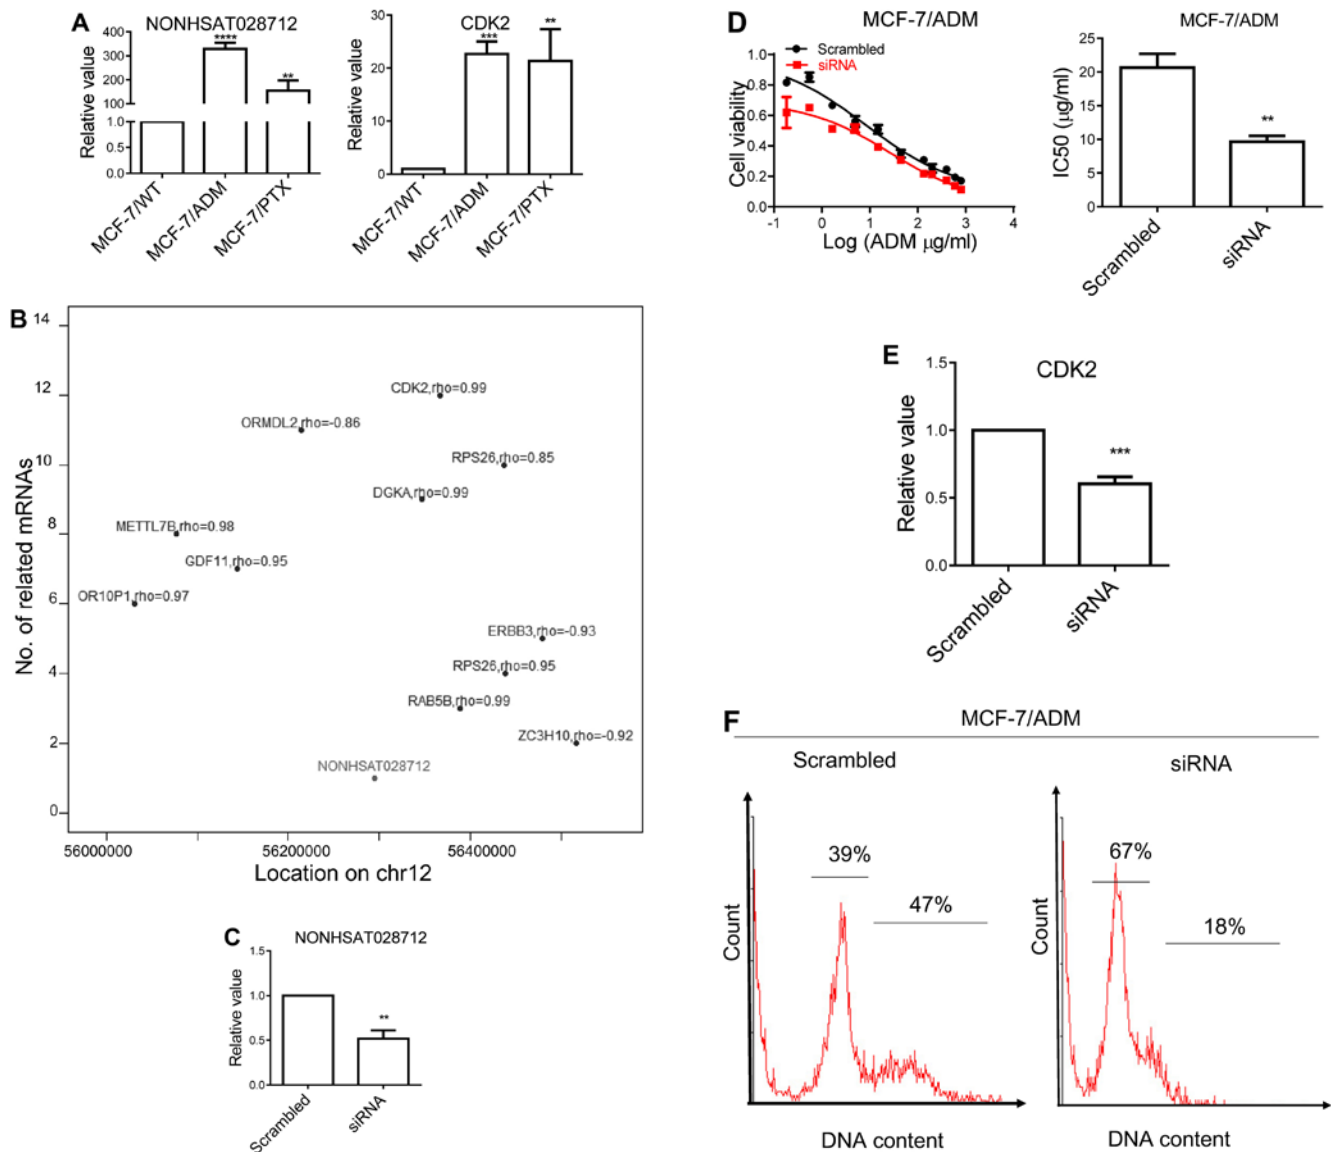 A
NONHSAT028712
Relative value
400
300
200
100
1.0
0.5
0.0
****
**
MCF-7/WT
MCF-7/ADM
MCF-7/PTX
CDK2
Relative value
30
20
10
0
***
**
MCF-7/WT
MCF-7/ADM
MCF-7/PTX
B
No. of related mRNAs
14
12
10
8
6
4
2
0
CDK2,rho=0.99
ORMDL2,rho=-0.86
RPS26,rho=0.85
DGKA,rho=0.99
METTL7B,rho=0.98
GDF11,rho=0.95
OR10P1,rho=0.97
ERBB3,rho=-0.93
RPS26,rho=0.95
RAB5B,rho=0.99
ZC3H10,rho=-0.92
NONHSAT028712
56000000
56200000
56400000
Location on chr12
C
NONHSAT028712
Relative value
1.5
1.0
0.5
0.0
**
Scrambled
siRNA
D
MCF-7/ADM
Scrambled
siRNA
Cell viability
1.0
0.8
0.6
0.4
0.2
0.0
-1
0
1
2
3
4
Log (ADM μg/ml)
MCF-7/ADM
IC50 (μg/ml)
25
20
15
10
5
0
**
Scrambled
siRNA
E
CDK2
Relative value
1.5
1.0
0.5
0.0
***
Scrambled
siRNA
F
MCF-7/ADM
Scrambled
siRNA
39%
47%
Count
DNA content
67%
18%
Count
DNA content